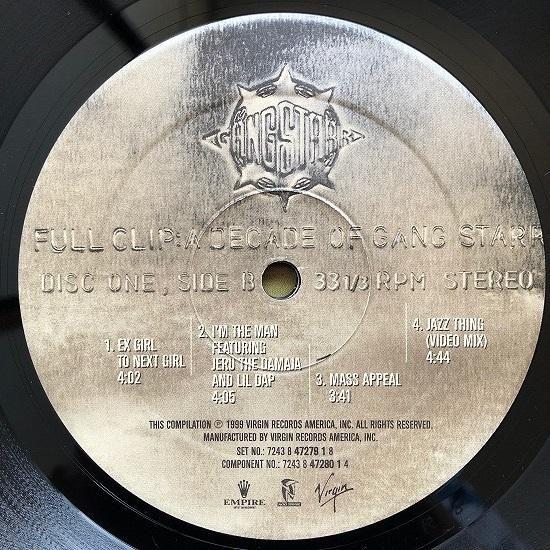 GANGSTARR
FULL CLIP: A DECADE OF GANG STARR
DISC ONE, SIDE B 33 1/3 RPM STEREO
1. EX GIRL
TO NEXT GIRL
4:02
2. I'M THE MAN
FEATURING
JERU THE DAMAJA
AND LIL DAP
4:05
3. MASS APPEAL
3:41
4. JAZZ THING
(VIDEO MIX)
4:44
THIS COMPILATION ℗ 1999 VIRGIN RECORDS AMERICA, INC. ALL RIGHTS RESERVED.
MANUFACTURED BY VIRGIN RECORDS AMERICA, INC.
SET NO.: 7243 8 47279 1 8
COMPONENT NO.: 7243 8 47280 1 4
EMPIRE
Virgin